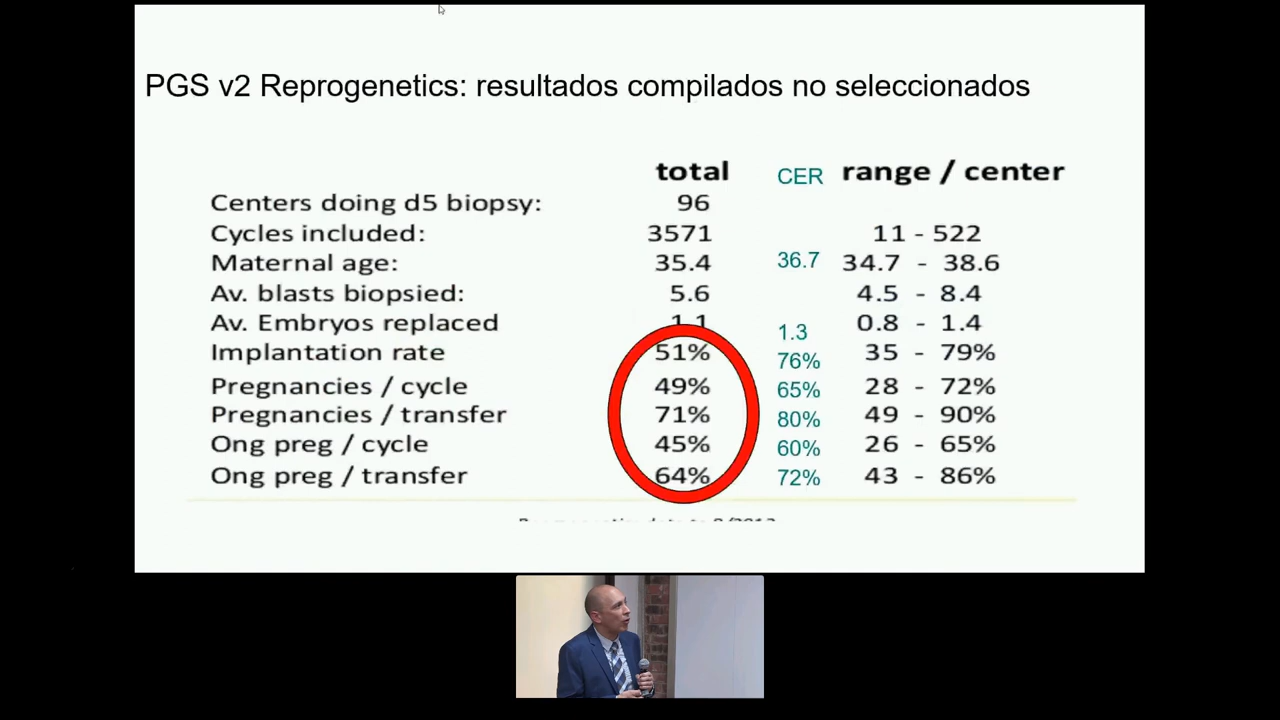 PGS v2 Reprogenetics: resultados compilados no seleccionados
total CER range / center
Centers doing d5 biopsy: 96
Cycles included: 3571 11 - 522
Maternal age: 35.4 36.7 34.7 - 38.6
Av. blasts biopsied: 5.6 4.5 - 8.4
Av. Embryos replaced 1.1 1.3 0.8 - 1.4
Implantation rate 51% 76% 35 - 79%
Pregnancies / cycle 49% 65% 28 - 72%
Pregnancies / transfer 71% 80% 49 - 90%
Ong preg / cycle 45% 60% 26 - 65%
Ong preg / transfer 64% 72% 43 - 86%